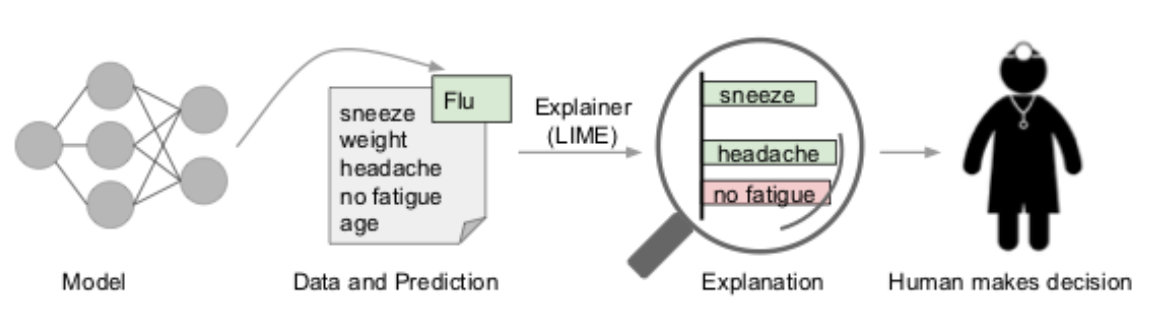 Flu
sneeze
weight
headache
no fatigue
age
Explainer
(LIME)
sneeze
headache
no fatigue
Model
Data and Prediction
Explanation
Human makes decision